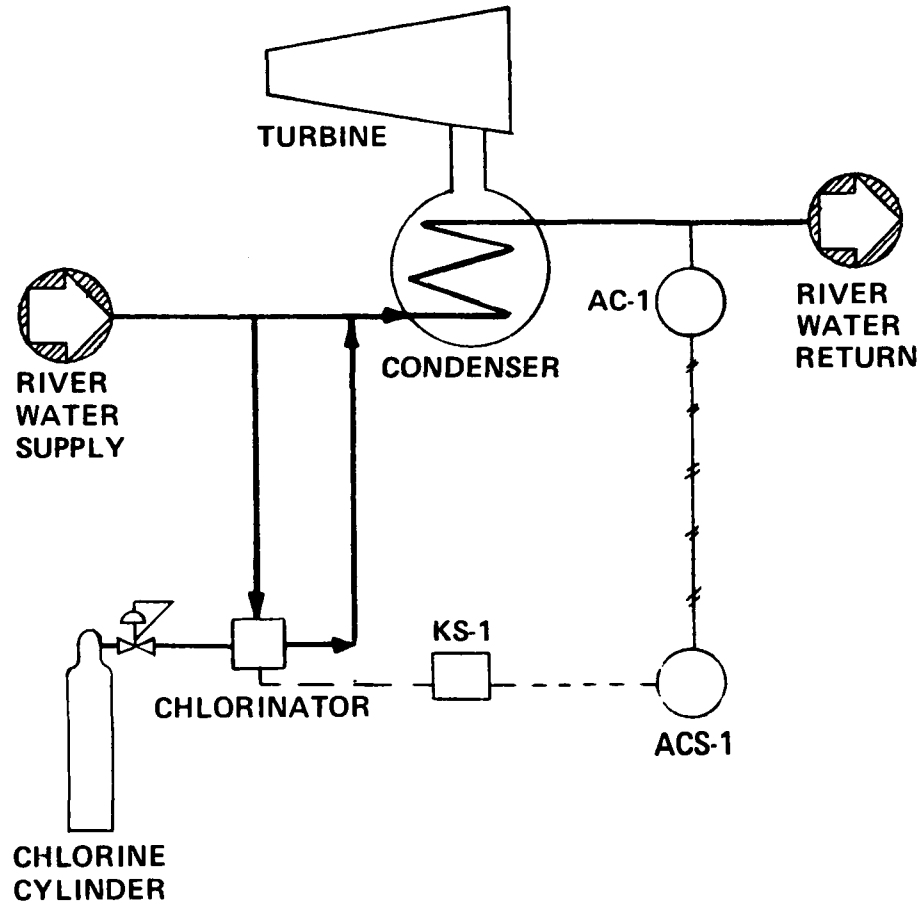 TURBINE
AC-1
RIVER
WATER
RETURN
CONDENSER
RIVER
WATER
SUPPLY
KS-1
CHLORINATOR
ACS-1
CHLORINE
CYLINDER